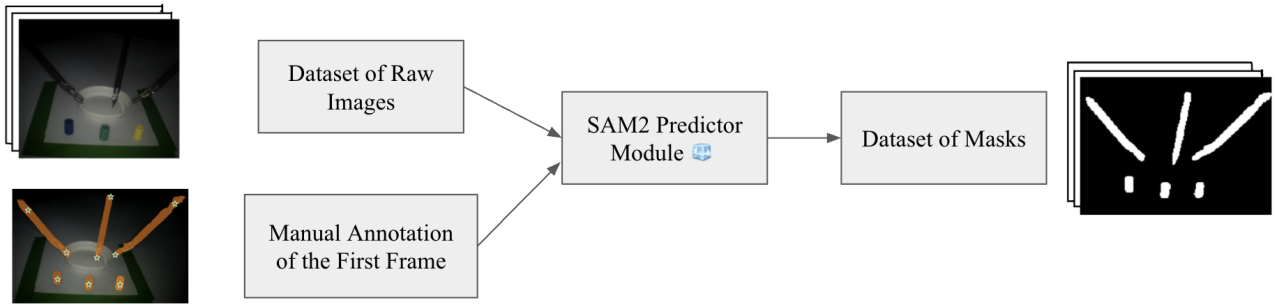 Dataset of Raw
Images
SAM2 Predictor
Module
Dataset of Masks
Manual Annotation
of the First Frame